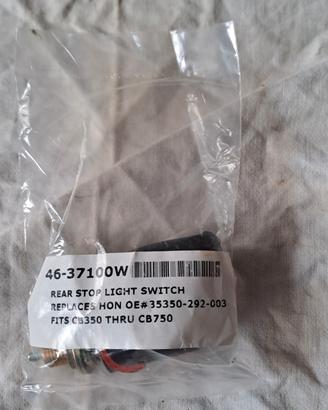 46-37100W
REAR STOP LIGHT SWITCH
REPLACES HON OE# 35350-292-003
FITS CB350 THRU CB750